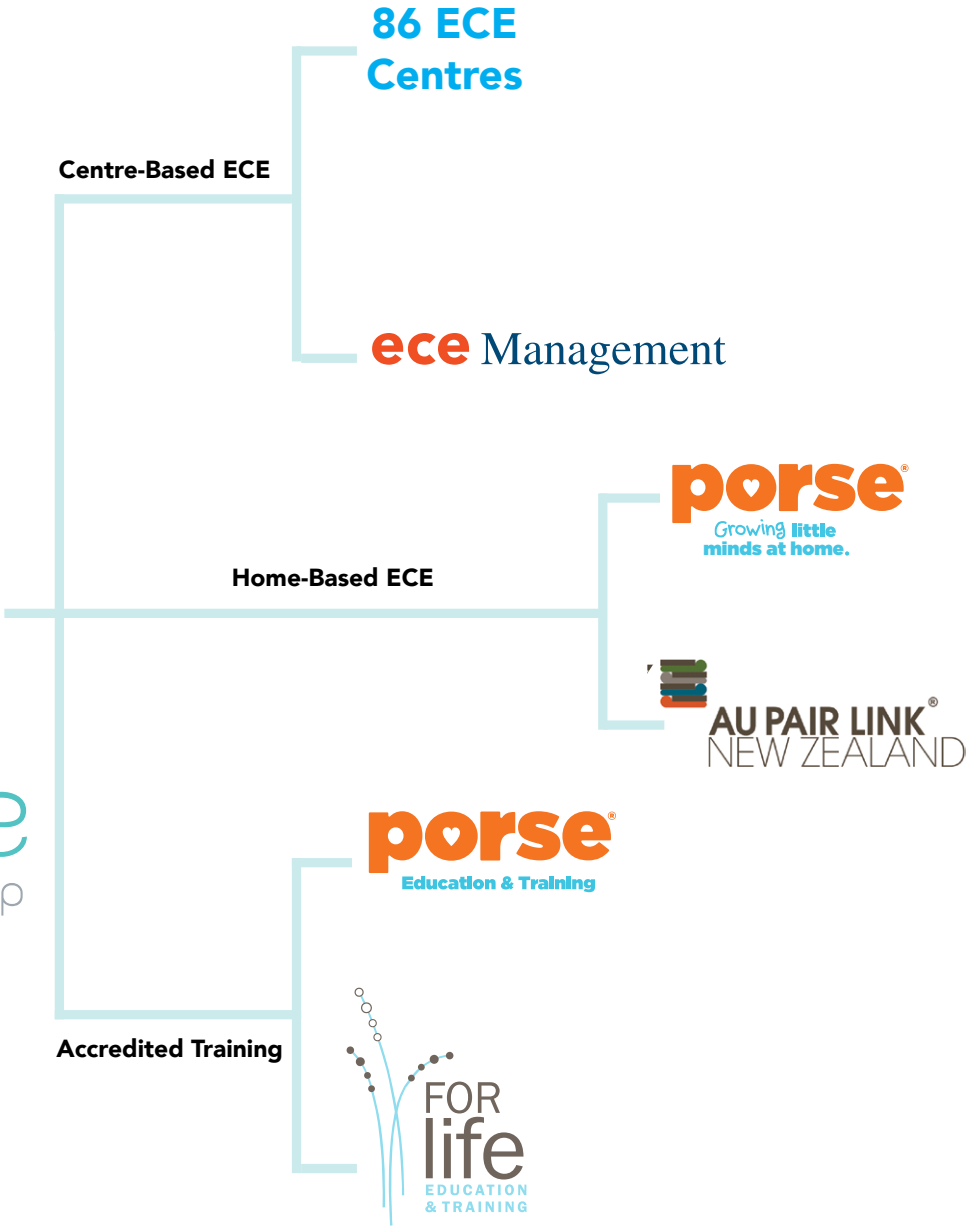 86 ECE
Centres
Centre-Based ECE
ece Management
porse®
Growing little
minds at home.
Home-Based ECE
AU PAIR LINK®
NEW ZEALAND
porse®
Education & Training
Accredited Training
FOR
life
EDUCATION
& TRAINING